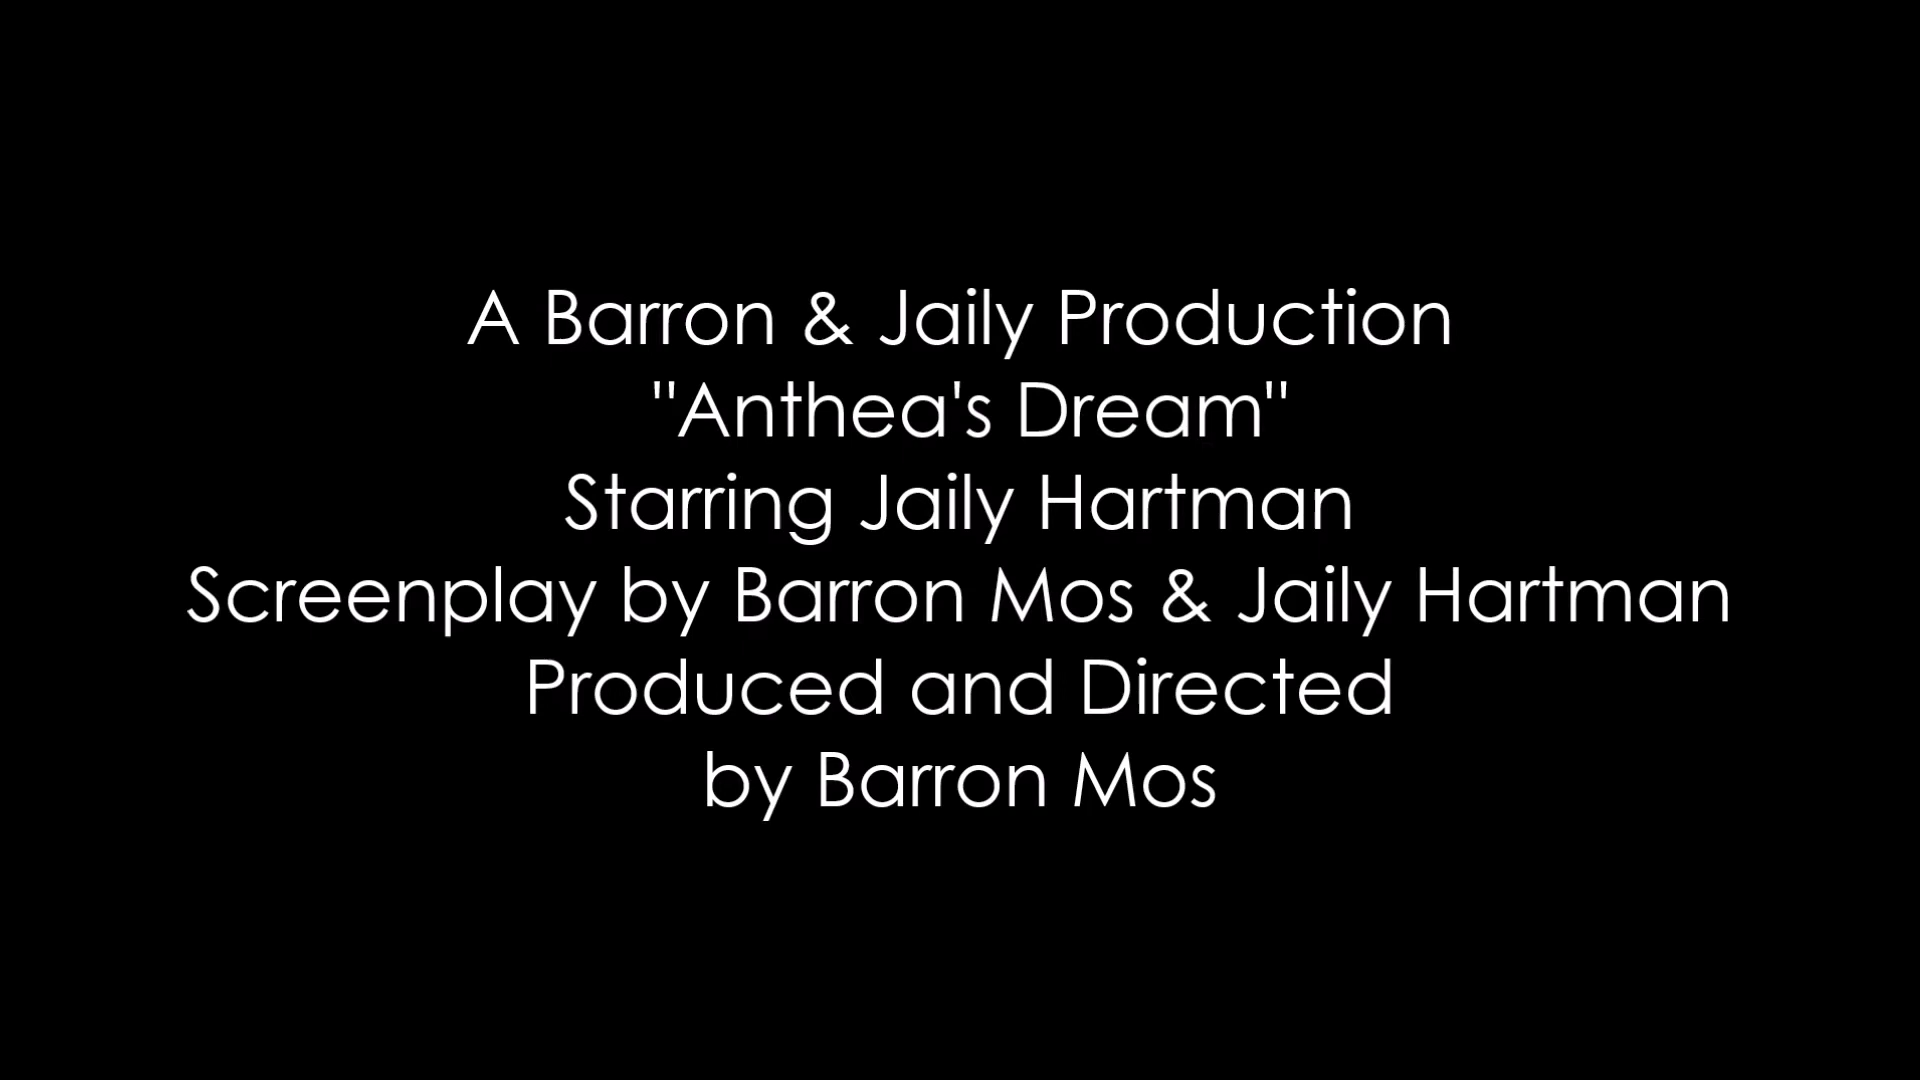 A Barron & Jaily Production
"Anthea's Dream"
Starring Jaily Hartman
Screenplay by Barron Mos & Jaily Hartman
Produced and Directed
by Barron Mos